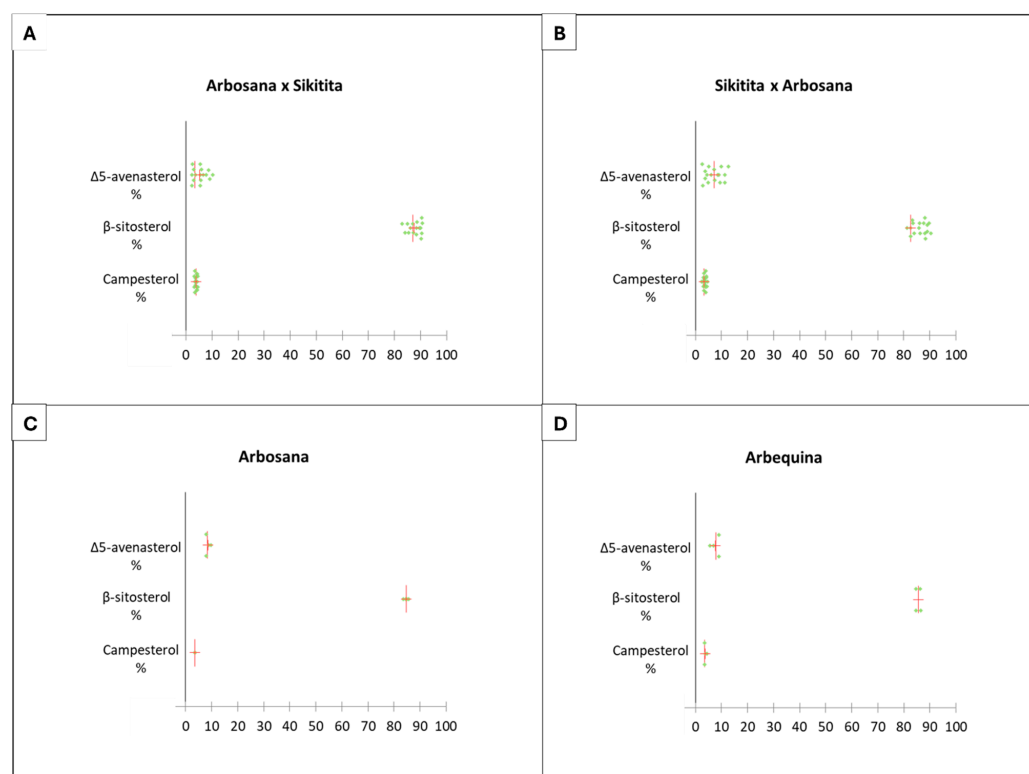 A
Arbosana x Sikitita
Δ5-avenasterol
%
β-sitosterol
%
Campesterol
%
0 10 20 30 40 50 60 70 80 90 100
B
Sikitita x Arbosana
Δ5-avenasterol
%
β-sitosterol
%
Campesterol
%
0 10 20 30 40 50 60 70 80 90 100
C
Arbosana
Δ5-avenasterol
%
β-sitosterol
%
Campesterol
%
0 10 20 30 40 50 60 70 80 90 100
D
Arbequina
Δ5-avenasterol
%
β-sitosterol
%
Campesterol
%
0 10 20 30 40 50 60 70 80 90 100